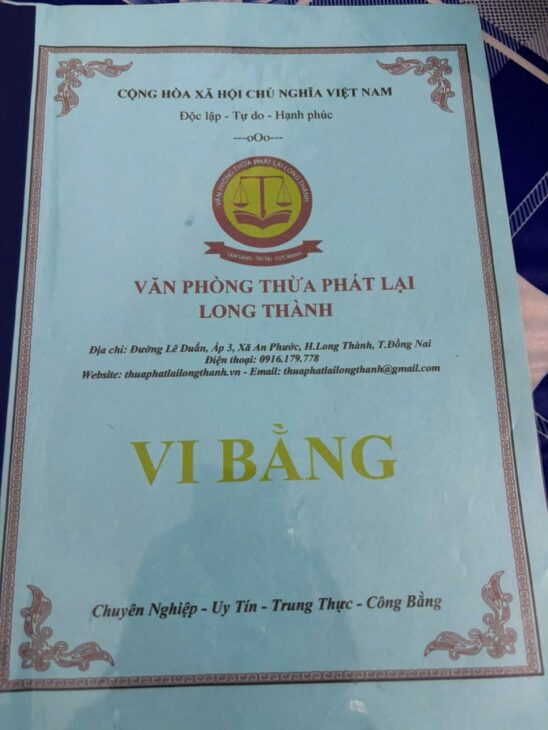 CỘNG HÒA XÃ HỘI CHỦ NGHĨA VIỆT NAM
Độc lập - Tự do - Hạnh phúc
---oOo---
VĂN PHÒNG THỪA PHÁT LẠI LONG THÀNH
VĂN PHÒNG THỪA PHÁT LẠI
LONG THÀNH
Địa chỉ: Đường Lê Duẩn, Ấp 3, Xã An Phước, H.Long Thành, T.Đồng Nai
Điện thoại: 0916.179.778
Website: thuaphatlailongthanh.vn - Email: thuaphatlailongthanh@gmail.com
VI BẰNG
Chuyên Nghiệp - Uy Tín - Trung Thực - Công Bằng